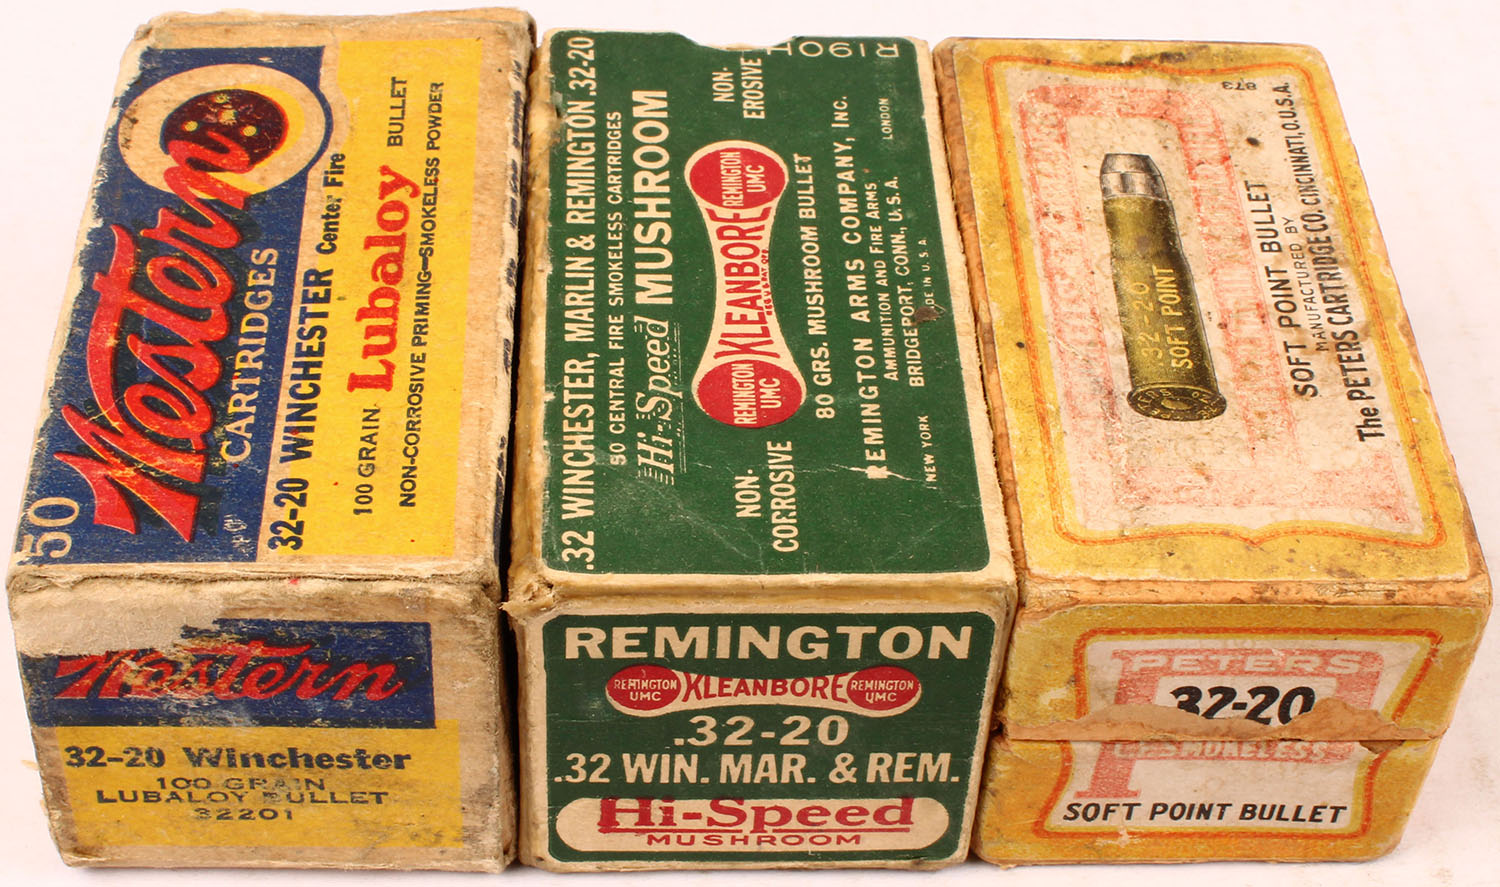 50
Western
CARTRIDGES
32-20 WINCHESTER Center Fire
100 GRAIN Lubaloy BULLET
NON-CORROSIVE PRIMING—SMOKELESS POWDER
Western
32-20 Winchester
100 GRAIN
LUBALOY BULLET
32201
R190
.32 WINCHESTER, MARLIN & REMINGTON .32-20
50 CENTRAL FIRE SMOKELESS CARTRIDGES
Hi-Speed MUSHROOM
NON-CORROSIVE
NON-EROSIVE
REMINGTON UMC
KLEANBORE
REMINGTON UMC
80 GRS. MUSHROOM BULLET
REMINGTON ARMS COMPANY, INC.
AMMUNITION AND FIRE ARMS
BRIDGEPORT, CONN., U.S.A.
NEW YORK
LONDON
REMINGTON
REMINGTON UMC
KLEANBORE
REMINGTON UMC
.32-20
.32 WIN. MAR. & REM.
Hi-Speed
MUSHROOM
873
32-20
SOFT POINT
SOFT POINT BULLET
MANUFACTURED BY
The PETERS CARTRIDGE CO. CINCINNATI, O.U.S.A.
PETERS
32-20
SMOKELESS
SOFT POINT BULLET